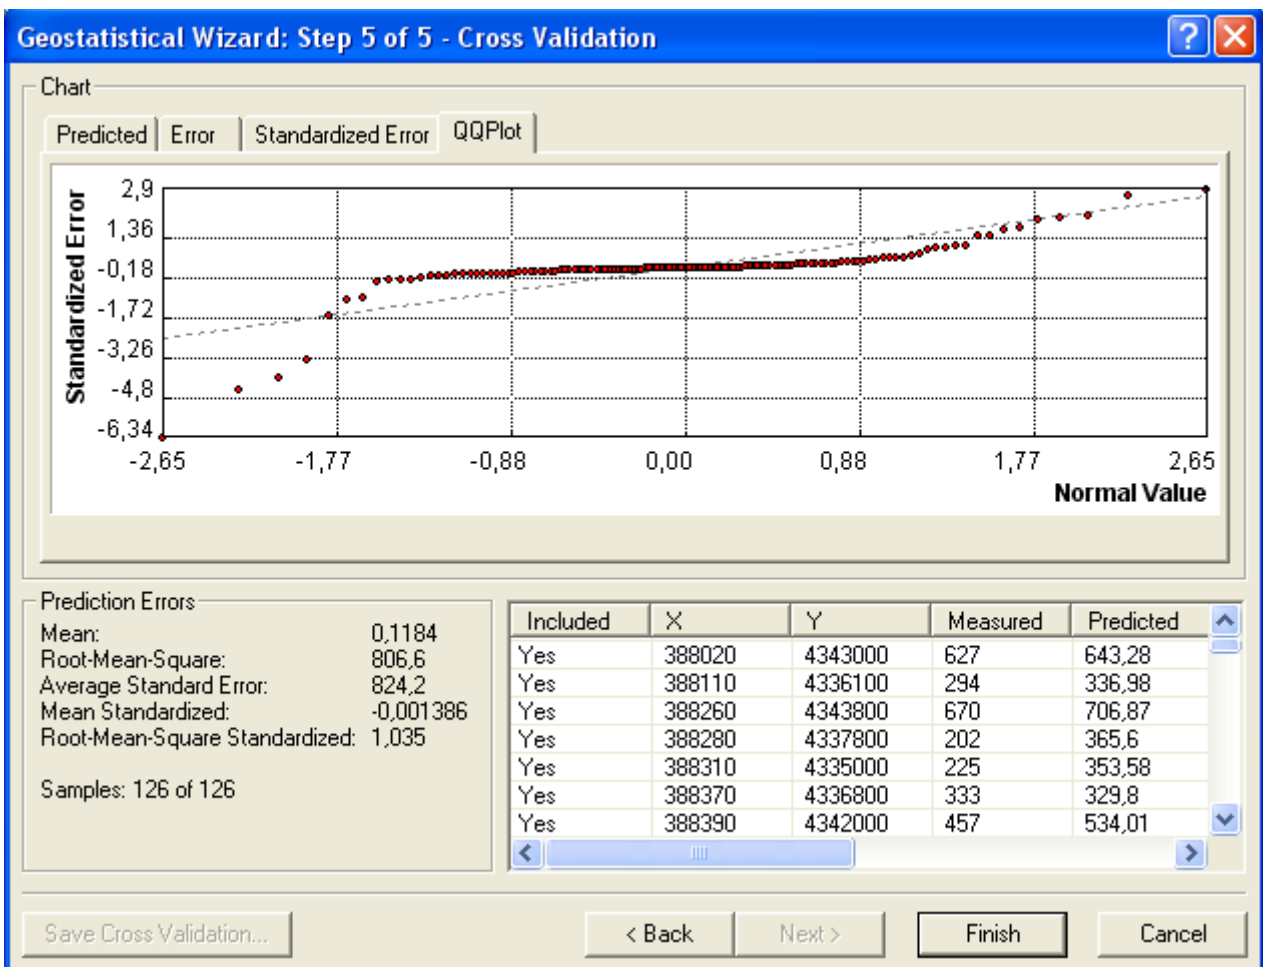 Geostatistical Wizard: Step 5 of 5 - Cross Validation
Chart
Predicted Error Standardized Error QQPlot
Standardized Error
2,9
1,36
-0,18
-1,72
-3,26
-4,8
-6,34
-2,65 -1,77 -0,88 0,00 0,88 1,77 2,65
Normal Value
Prediction Errors
Mean: 0,1184
Root-Mean-Square: 806,6
Average Standard Error: 824,2
Mean Standardized: -0,001386
Root-Mean-Square Standardized: 1,035
Samples: 126 of 126
Included X Y Measured Predicted
Yes 388020 4343000 627 643,28
Yes 388110 4336100 294 336,98
Yes 388260 4343800 670 706,87
Yes 388280 4337800 202 365,6
Yes 388310 4335000 225 353,58
Yes 388370 4336800 333 329,8
Yes 388390 4342000 457 534,01
Save Cross Validation... < Back Next > Finish Cancel